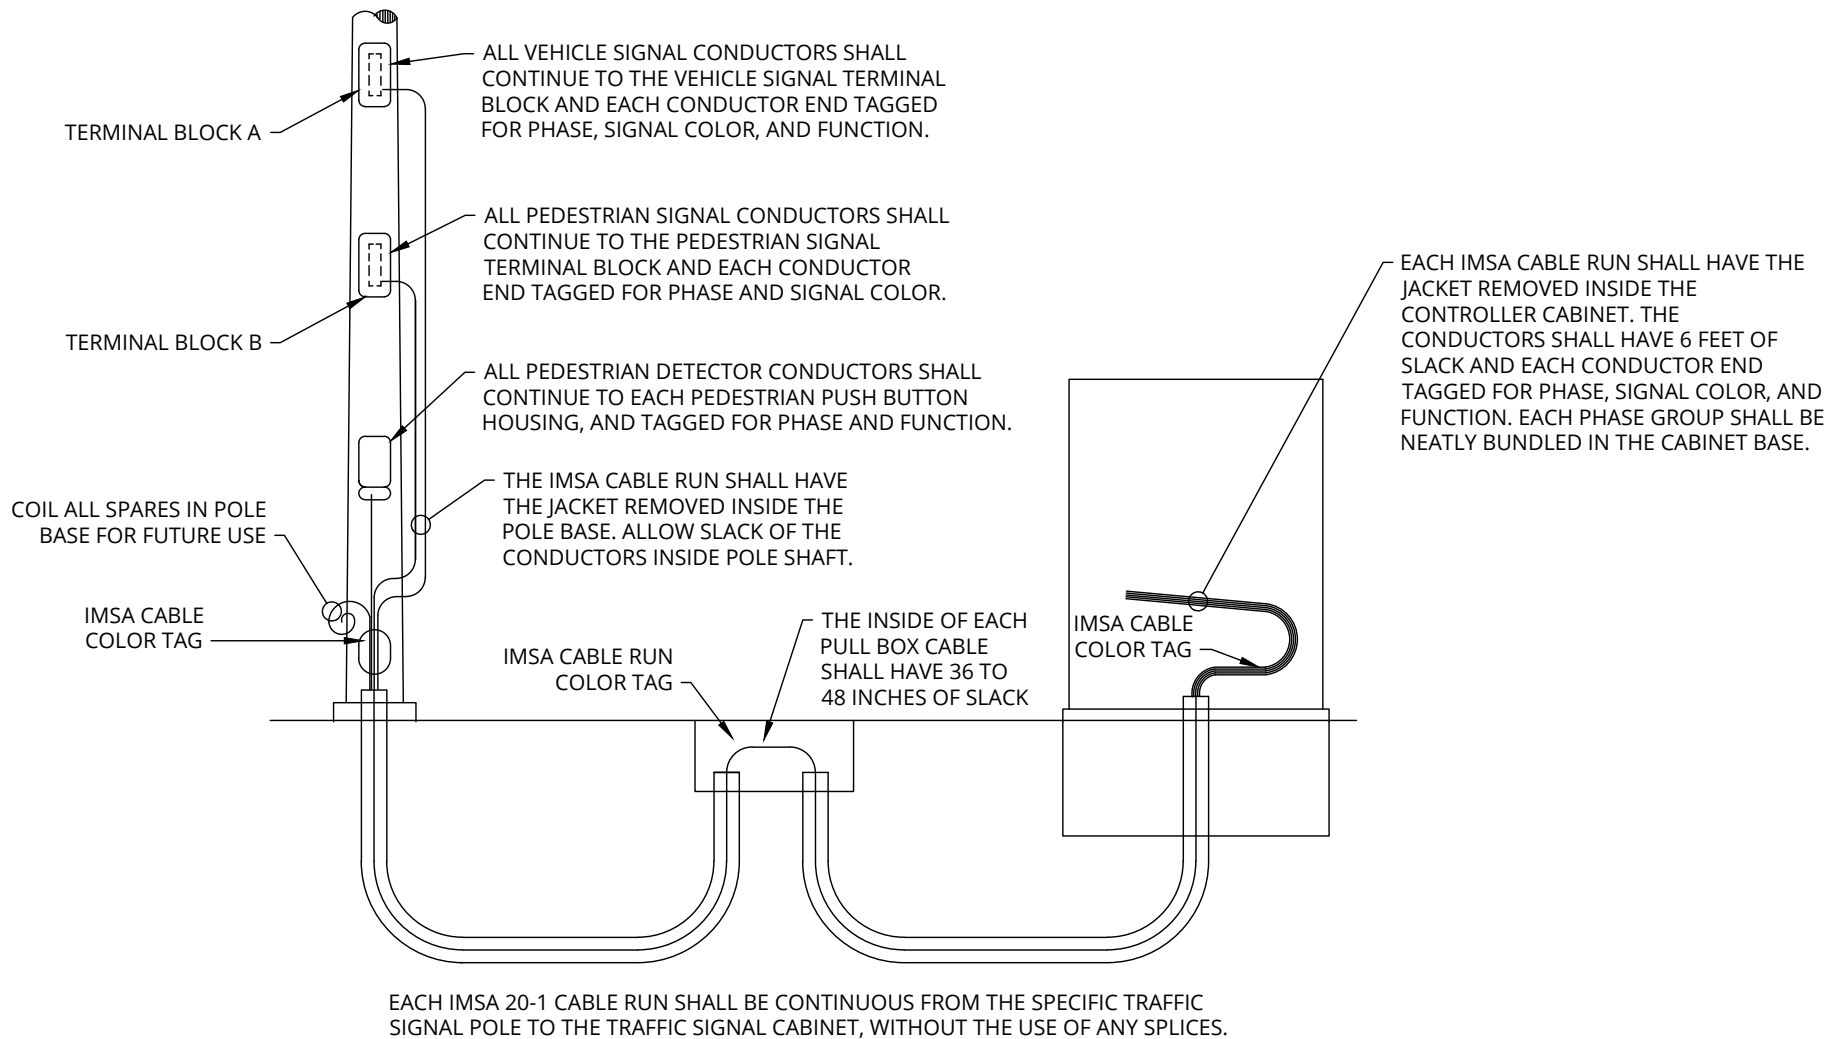 ALL VEHICLE SIGNAL CONDUCTORS SHALL
CONTINUE TO THE VEHICLE SIGNAL TERMINAL
BLOCK AND EACH CONDUCTOR END TAGGED
FOR PHASE, SIGNAL COLOR, AND FUNCTION.
TERMINAL BLOCK A
ALL PEDESTRIAN SIGNAL CONDUCTORS SHALL
CONTINUE TO THE PEDESTRIAN SIGNAL
TERMINAL BLOCK AND EACH CONDUCTOR
END TAGGED FOR PHASE AND SIGNAL COLOR.
TERMINAL BLOCK B
EACH IMSA CABLE RUN SHALL HAVE THE
JACKET REMOVED INSIDE THE
CONTROLLER CABINET. THE
CONDUCTORS SHALL HAVE 6 FEET OF
SLACK AND EACH CONDUCTOR END
TAGGED FOR PHASE, SIGNAL COLOR, AND
FUNCTION. EACH PHASE GROUP SHALL BE
NEATLY BUNDLED IN THE CABINET BASE.
ALL PEDESTRIAN DETECTOR CONDUCTORS SHALL
CONTINUE TO EACH PEDESTRIAN PUSH BUTTON
HOUSING, AND TAGGED FOR PHASE AND FUNCTION.
THE IMSA CABLE RUN SHALL HAVE
THE JACKET REMOVED INSIDE THE
POLE BASE. ALLOW SLACK OF THE
CONDUCTORS INSIDE POLE SHAFT.
COIL ALL SPARES IN POLE
BASE FOR FUTURE USE
IMSA CABLE
COLOR TAG
IMSA CABLE RUN
COLOR TAG
THE INSIDE OF EACH
PULL BOX CABLE
SHALL HAVE 36 TO
48 INCHES OF SLACK
IMSA CABLE
COLOR TAG
EACH IMSA 20-1 CABLE RUN SHALL BE CONTINUOUS FROM THE SPECIFIC TRAFFIC
SIGNAL POLE TO THE TRAFFIC SIGNAL CABINET, WITHOUT THE USE OF ANY SPLICES.